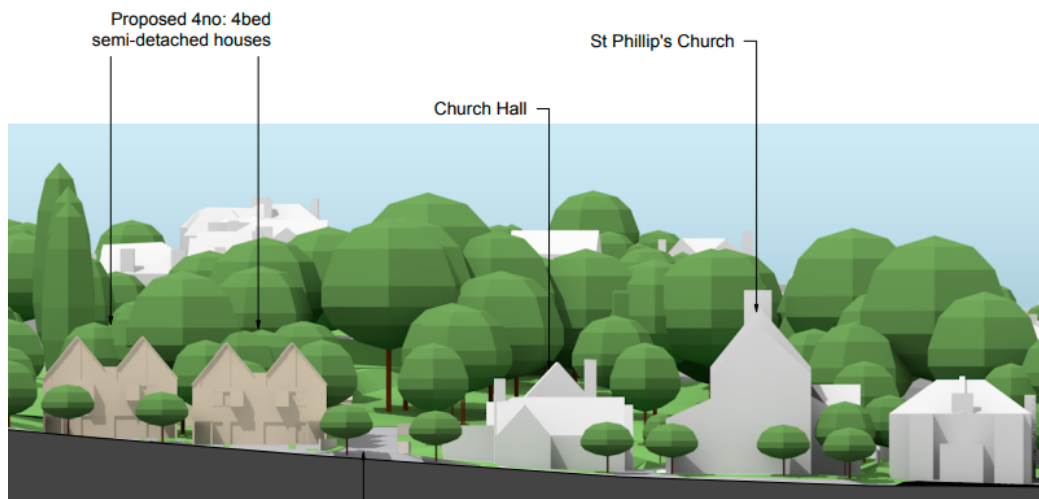 Proposed 4no: 4bed
semi-detached houses
St Phillip's Church
Church Hall